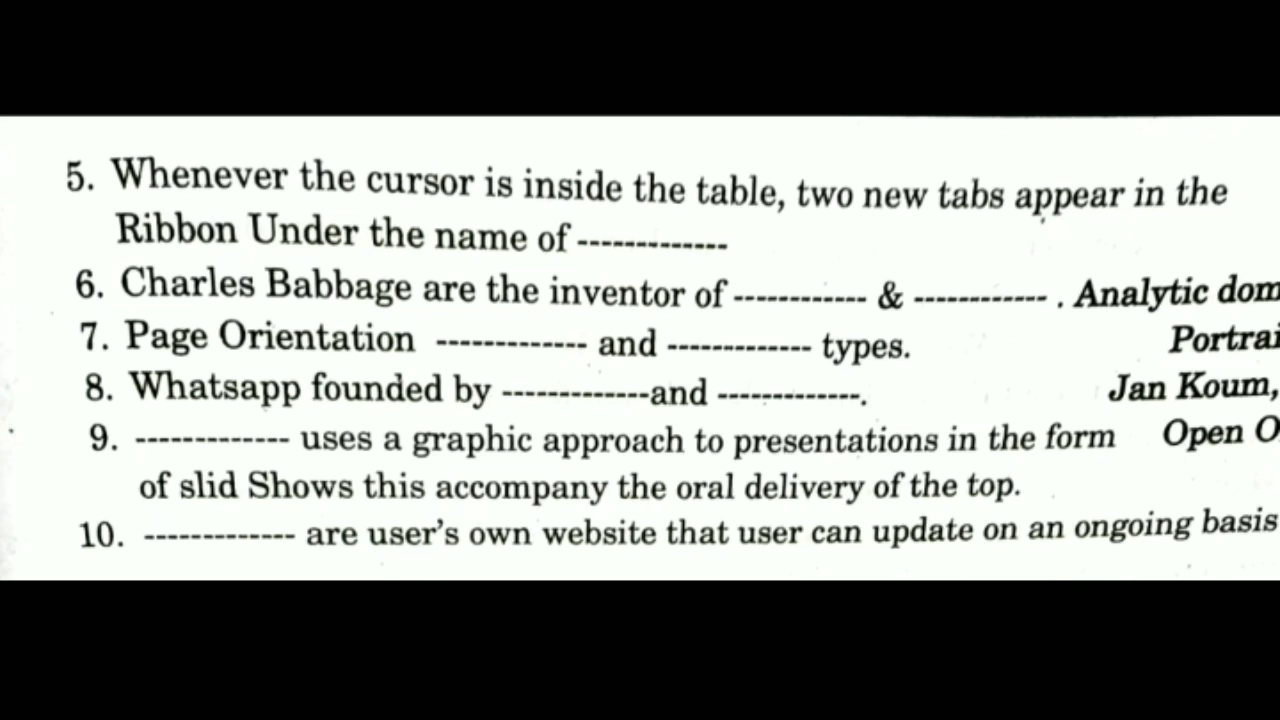 5. Whenever the cursor is inside the table, two new tabs appear in the
Ribbon Under the name of -------------
6. Charles Babbage are the inventor of ------------ & ------------ . Analytic dom
7. Page Orientation ------------- and ------------- types. Portrai
8. Whatsapp founded by -------------and -------------. Jan Koum,
9. ------------- uses a graphic approach to presentations in the form Open O
of slid Shows this accompany the oral delivery of the top.
10. ------------- are user's own website that user can update on an ongoing basis